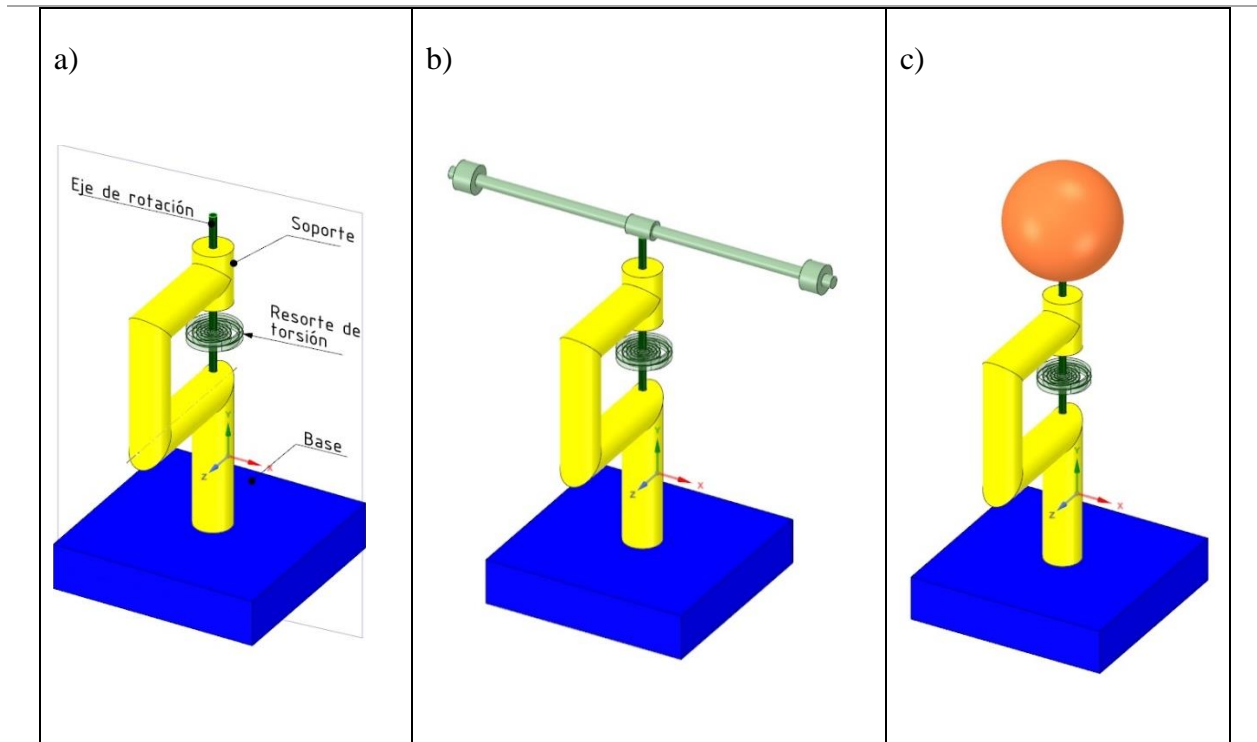 a)
Eje de rotación
Soporte
Resorte de
torsión
Base
Y
X
Z
b)
Y
X
Z
c)
Y
X
Z